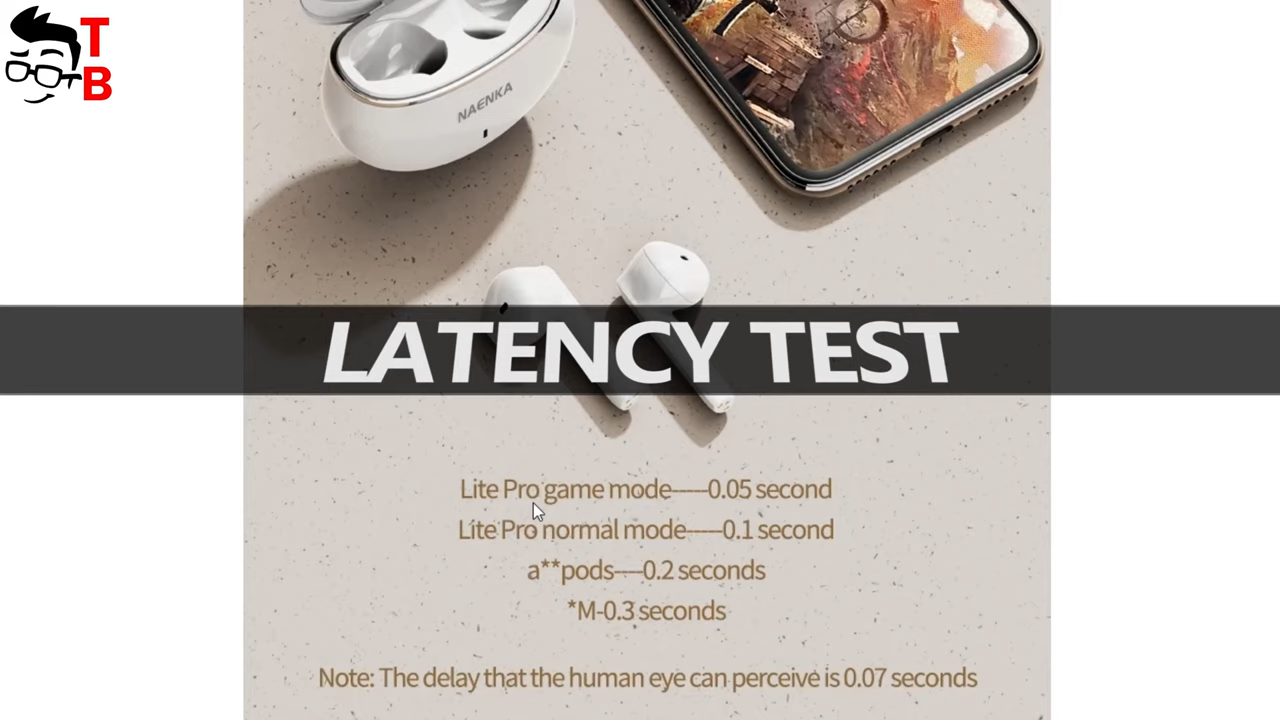 TB
NAENKA
LATENCY TEST
Lite Pro game mode-----0.05 second
Lite Pro normal mode-----0.1 second
a**pods----0.2 seconds
*M-0.3 seconds
Note: The delay that the human eye can perceive is 0.07 seconds